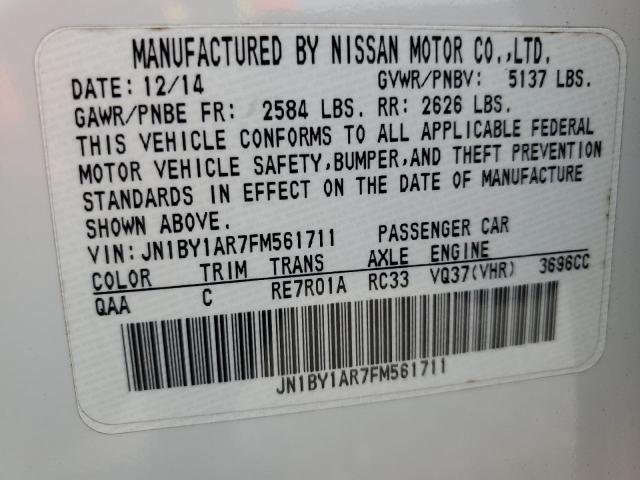 MANUFACTURED BY NISSAN MOTOR CO.,LTD.
DATE: 12/14 GVWR/PNBV: 5137 LBS.
GAWR/PNBE FR: 2584 LBS. RR: 2626 LBS.
THIS VEHICLE CONFORMS TO ALL APPLICABLE FEDERAL
MOTOR VEHICLE SAFETY,BUMPER,AND THEFT PREVENTION
STANDARDS IN EFFECT ON THE DATE OF MANUFACTURE
SHOWN ABOVE.
VIN: JN1BY1AR7FM561711 PASSENGER CAR
COLOR TRIM TRANS AXLE ENGINE
QAA C RE7R01A RC33 VQ37(VHR) 3696CC
JN1BY1AR7FM561711